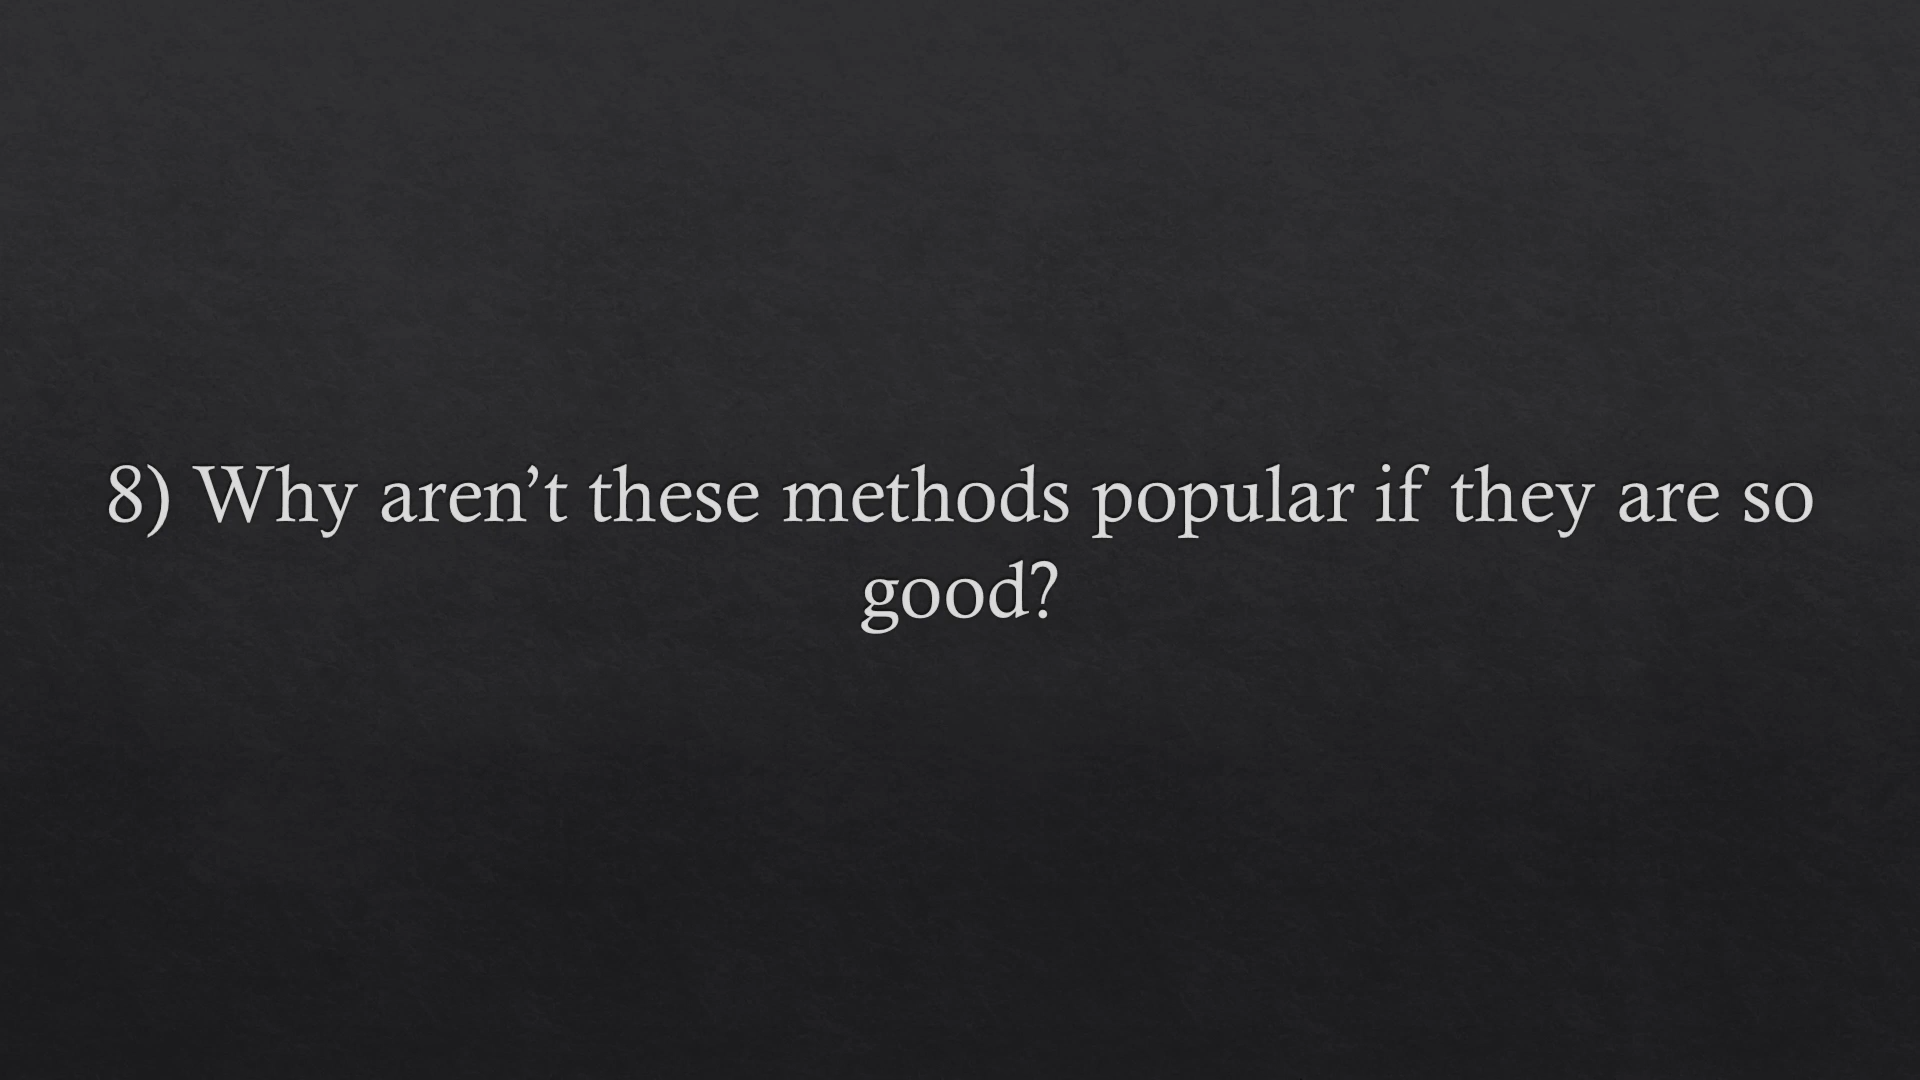 8) Why aren’t these methods popular if they are so
good?